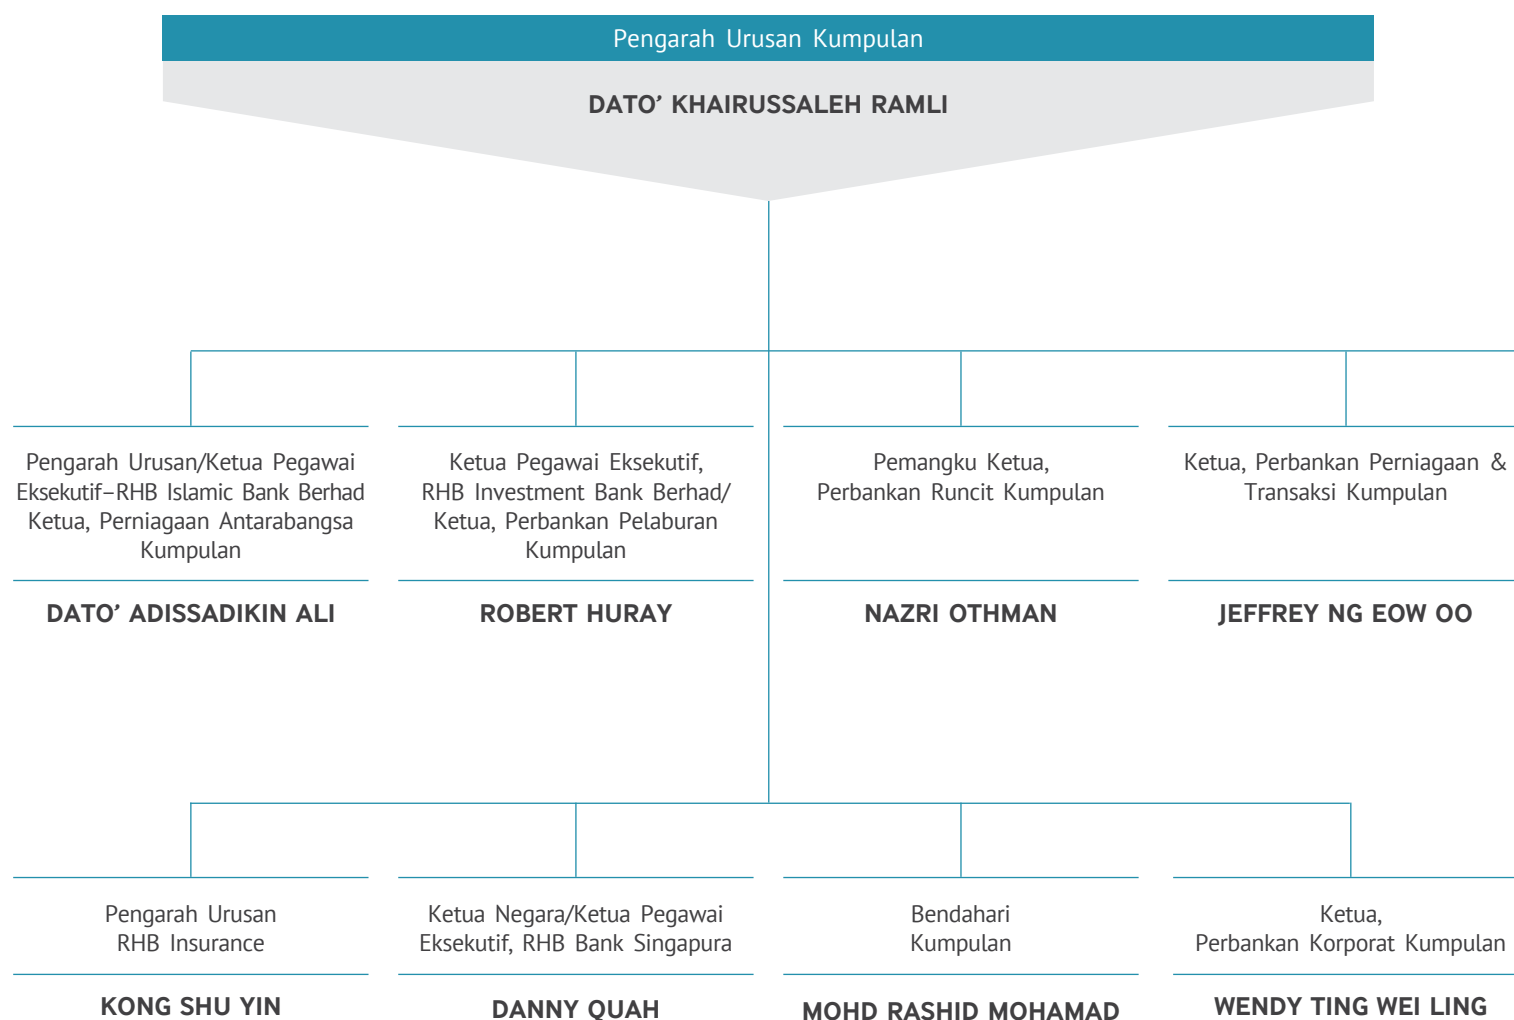 Pengarah Urusan Kumpulan
DATO’ KHAIRUSSALEH RAMLI
Pengarah Urusan/Ketua Pegawai
Eksekutif–RHB Islamic Bank Berhad
Ketua, Perniagaan Antarabangsa
Kumpulan
DATO’ ADISSADIKIN ALI
Ketua Pegawai Eksekutif,
RHB Investment Bank Berhad/
Ketua, Perbankan Pelaburan
Kumpulan
ROBERT HURAY
Pemangku Ketua,
Perbankan Runcit Kumpulan
NAZRI OTHMAN
Ketua, Perbankan Perniagaan &
Transaksi Kumpulan
JEFFREY NG EOW OO
Pengarah Urusan
RHB Insurance
KONG SHU YIN
Ketua Negara/Ketua Pegawai
Eksekutif, RHB Bank Singapura
DANNY QUAH
Bendahari
Kumpulan
MOHD RASHID MOHAMAD
Ketua,
Perbankan Korporat Kumpulan
WENDY TING WEI LING